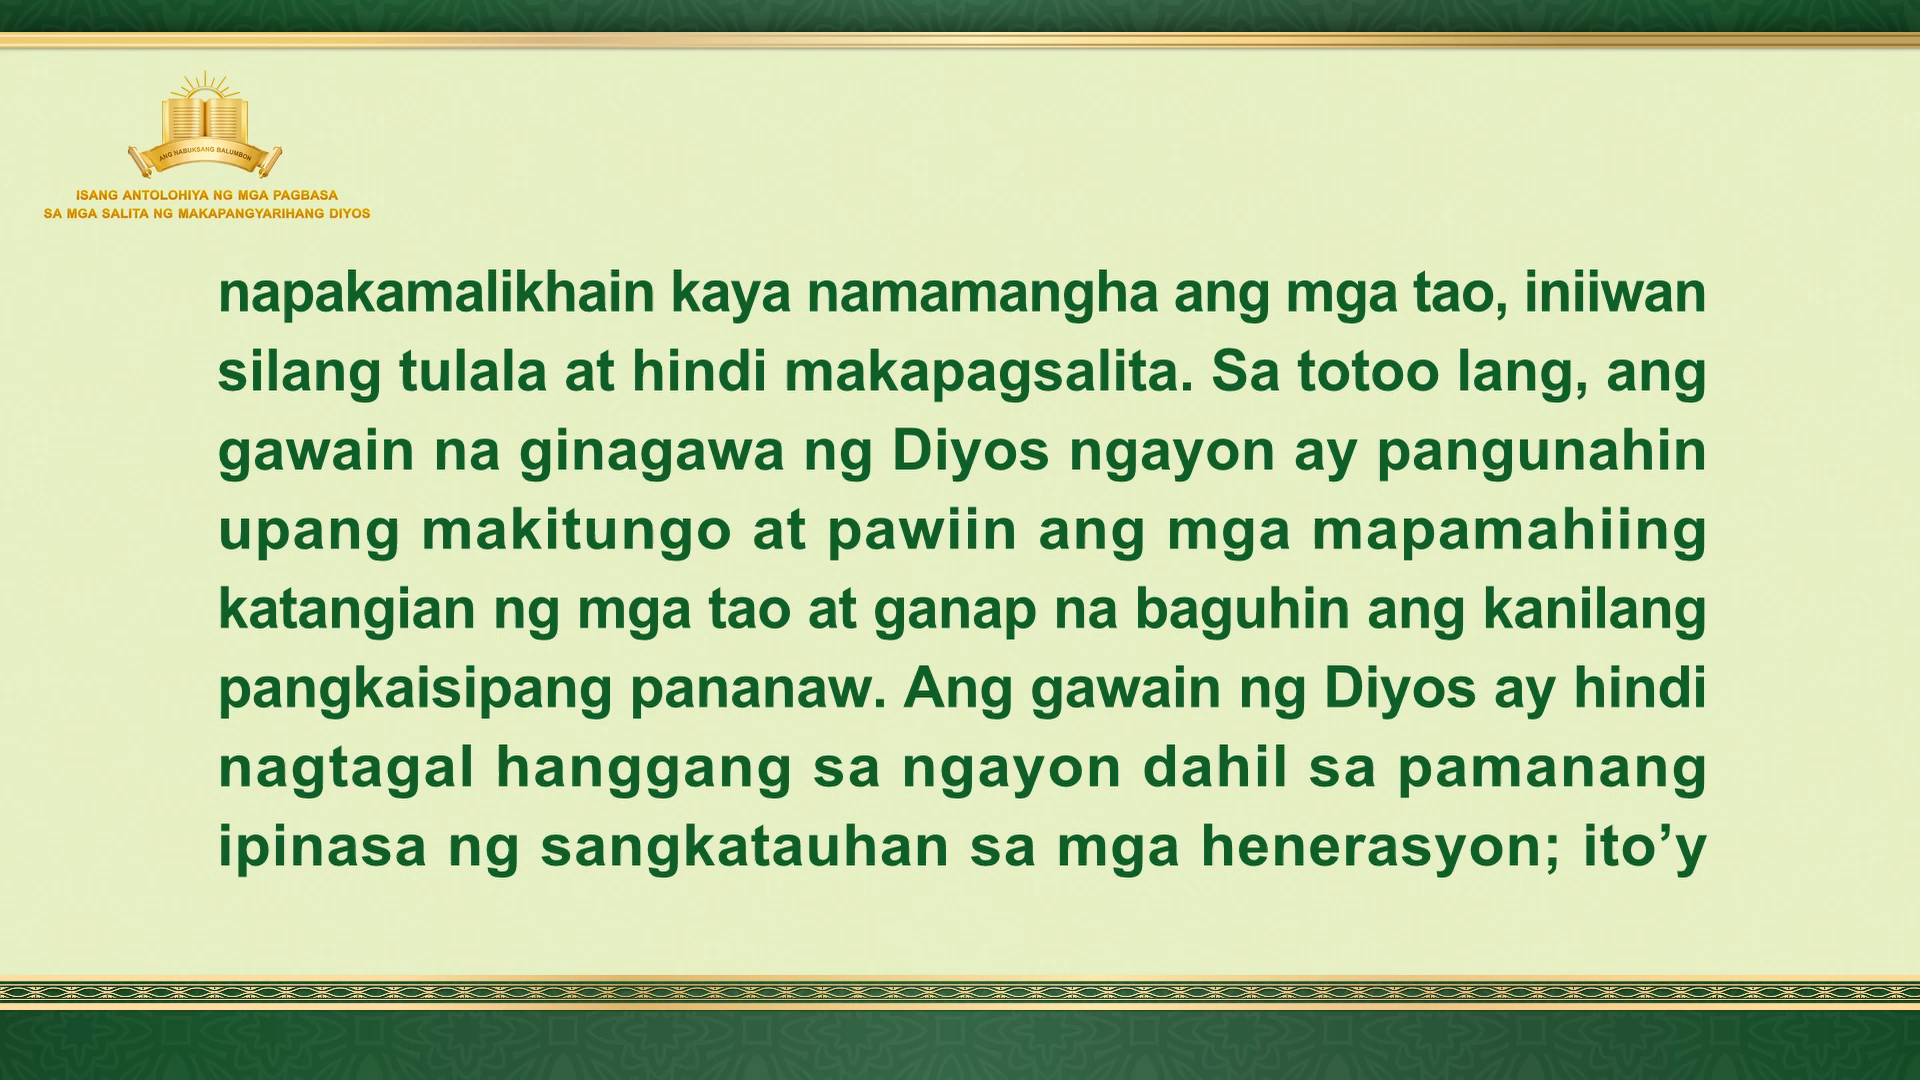 ANG NABUKSANG BALUMBON
ISANG ANTOLOHIYA NG MGA PAGBASA
SA MGA SALITA NG MAKAPANGYARIHANG DIYOS
napakamalikhain kaya namamangha ang mga tao, iniiwan
silang tulala at hindi makapagsalita. Sa totoo lang, ang
gawain na ginagawa ng Diyos ngayon ay pangunahin
upang makitungo at pawiin ang mga mapamahiing
katangian ng mga tao at ganap na baguhin ang kanilang
pangkaisipang pananaw. Ang gawain ng Diyos ay hindi
nagtagal hanggang sa ngayon dahil sa pamanang
ipinasa ng sangkatauhan sa mga henerasyon; ito’y